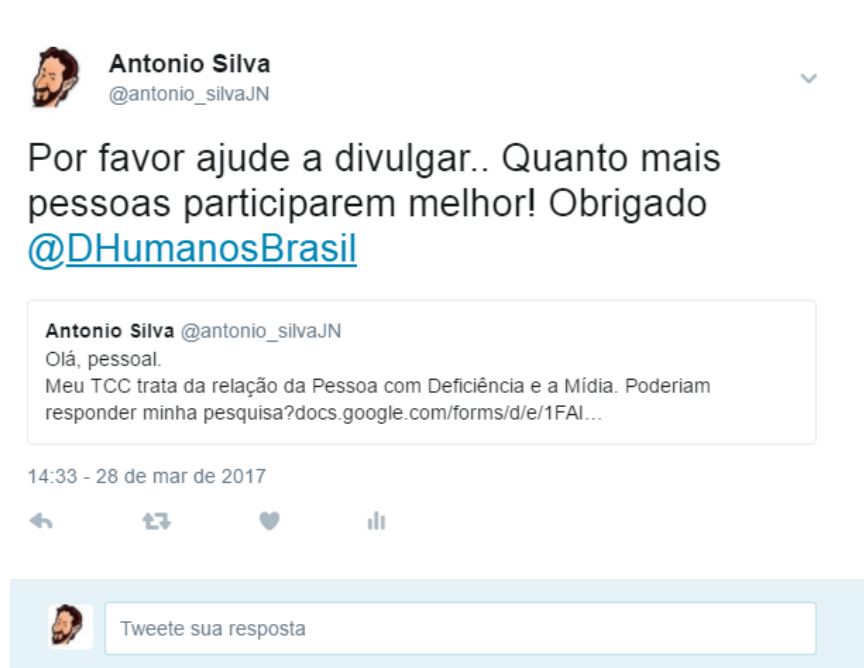 Antonio Silva
@antonio_silvaJN
Por favor ajude a divulgar.. Quanto mais
pessoas participarem melhor! Obrigado
@DHumanosBrasil
Antonio Silva @antonio_silvaJN
Olá, pessoal.
Meu TCC trata da relação da Pessoa com Deficiência e a Mídia. Poderiam
responder minha pesquisa?docs.google.com/forms/d/e/1FAI…
14:33 - 28 de mar de 2017
Tweete sua resposta